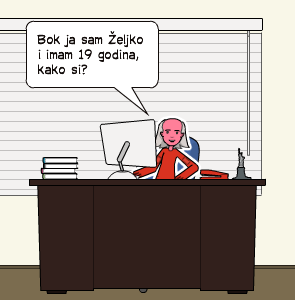 Bok ja sam Željko
i imam 19 godina,
kako si?